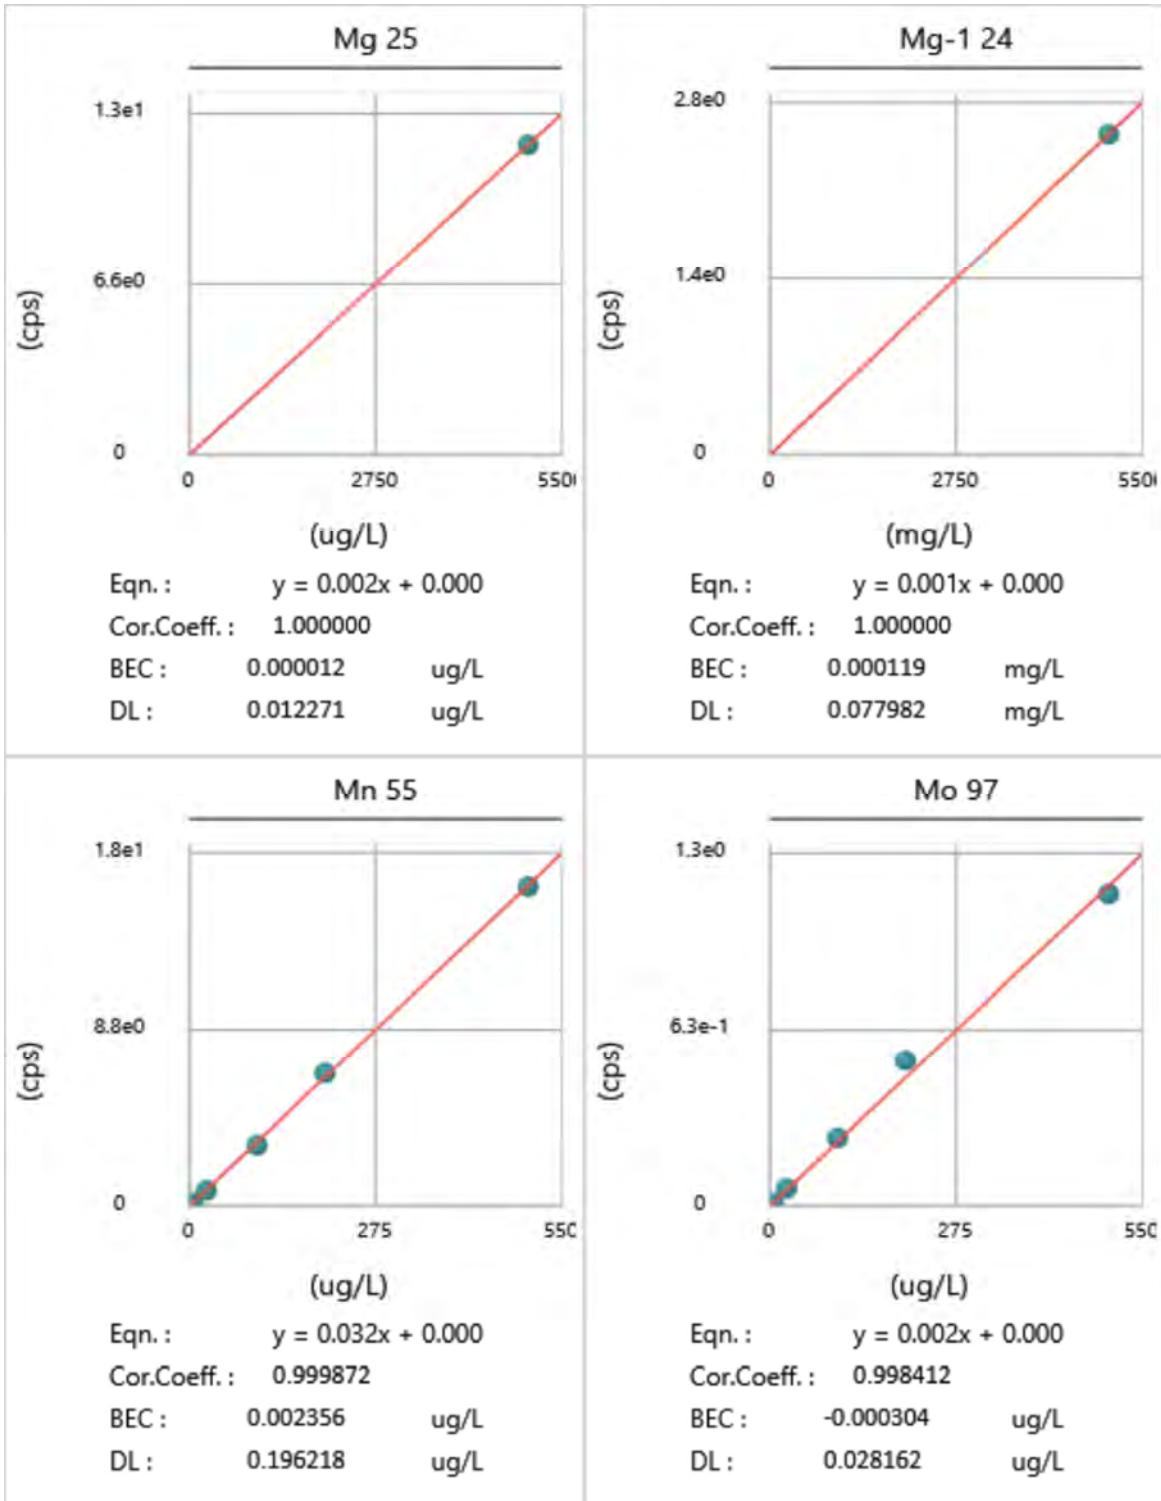 Mg 25
1.3e1
6.6e0
0
(cps)
0 2750 550
(ug/L)
Eqn. : y = 0.002x + 0.000
Cor.Coeff. : 1.000000
BEC : 0.000012 ug/L
DL : 0.012271 ug/L
Mg-1 24
2.8e0
1.4e0
0
(cps)
0 2750 550
(mg/L)
Eqn. : y = 0.001x + 0.000
Cor.Coeff. : 1.000000
BEC : 0.000119 mg/L
DL : 0.077982 mg/L
Mn 55
1.8e1
8.8e0
0
(cps)
0 275 550
(ug/L)
Eqn. : y = 0.032x + 0.000
Cor.Coeff. : 0.999872
BEC : 0.002356 ug/L
DL : 0.196218 ug/L
Mo 97
1.3e0
6.3e-1
0
(cps)
0 275 550
(ug/L)
Eqn. : y = 0.002x + 0.000
Cor.Coeff. : 0.998412
BEC : -0.000304 ug/L
DL : 0.028162 ug/L